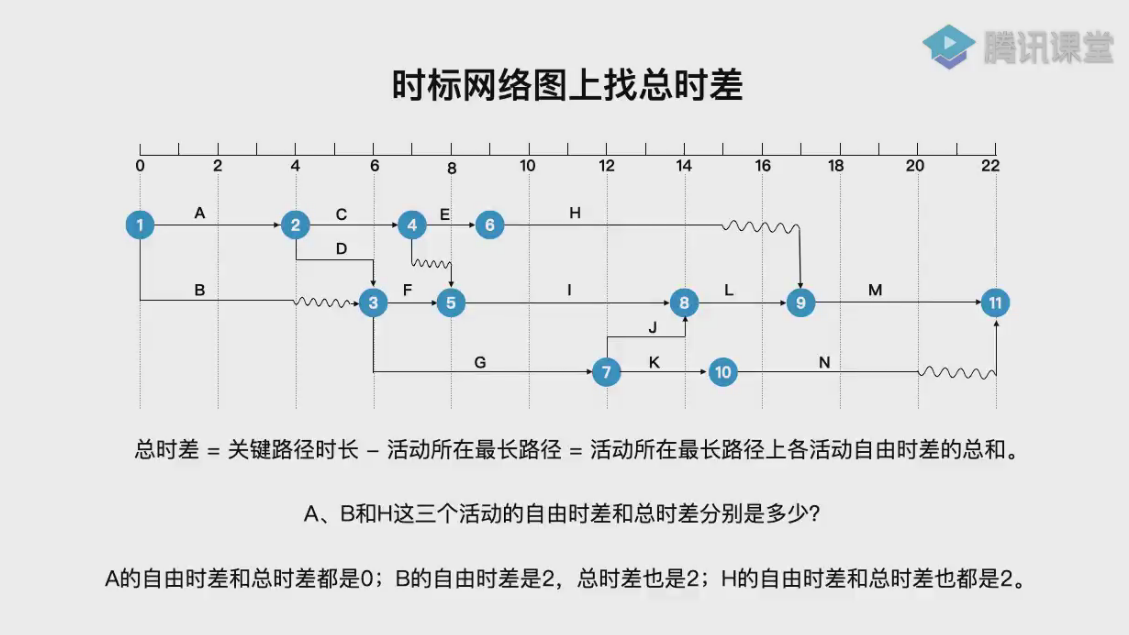 腾讯课堂
时标网络图上找总时差
0 2 4 6 8 10 12 14 16 18 20 22
A C E H
1 2 4 6
D
B F I L M
3 5 8 9 11
J
G K N
7 10
总时差 = 关键路径时长 – 活动所在最长路径 = 活动所在最长路径上各活动自由时差的总和。
A、B和H这三个活动的自由时差和总时差分别是多少？
A的自由时差和总时差都是0；B的自由时差是2，总时差也是2；H的自由时差和总时差也都是2。